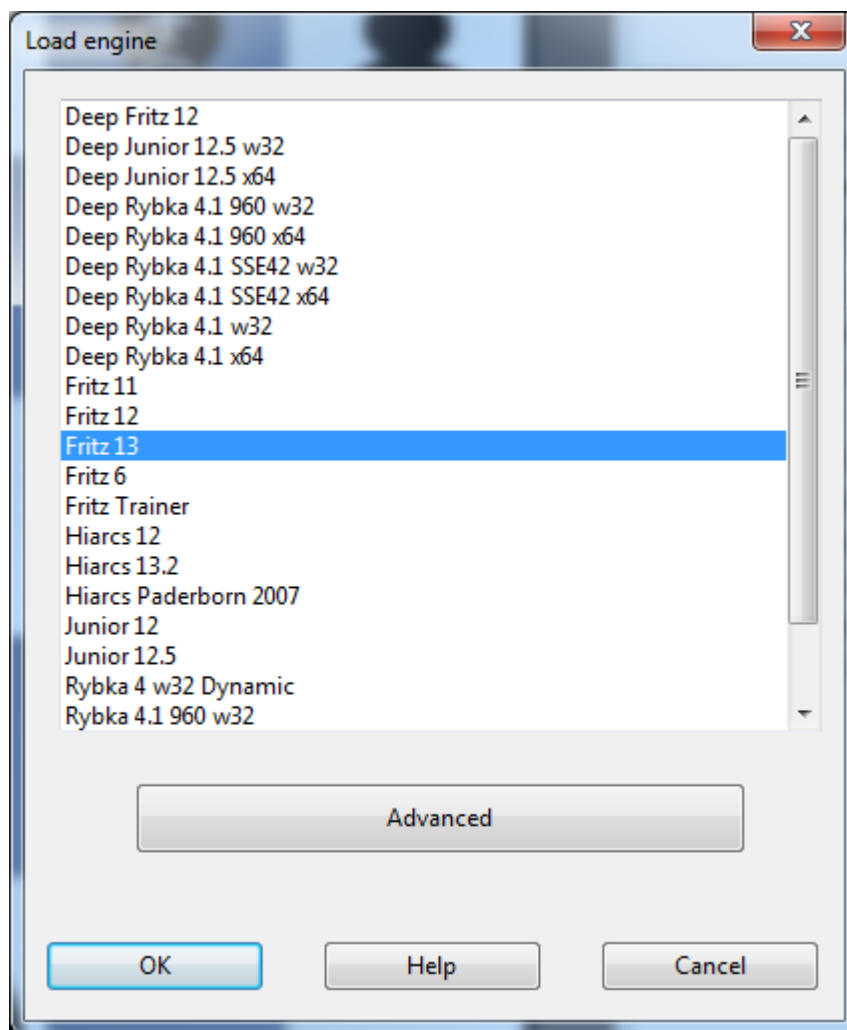 Load engine
Deep Fritz 12
Deep Junior 12.5 w32
Deep Junior 12.5 x64
Deep Rybka 4.1 960 w32
Deep Rybka 4.1 960 x64
Deep Rybka 4.1 SSE42 w32
Deep Rybka 4.1 SSE42 x64
Deep Rybka 4.1 w32
Deep Rybka 4.1 x64
Fritz 11
Fritz 12
Fritz 13
Fritz 6
Fritz Trainer
Hiarcs 12
Hiarcs 13.2
Hiarcs Paderborn 2007
Junior 12
Junior 12.5
Rybka 4 w32 Dynamic
Rybka 4.1 960 w32
Advanced
OK Help Cancel